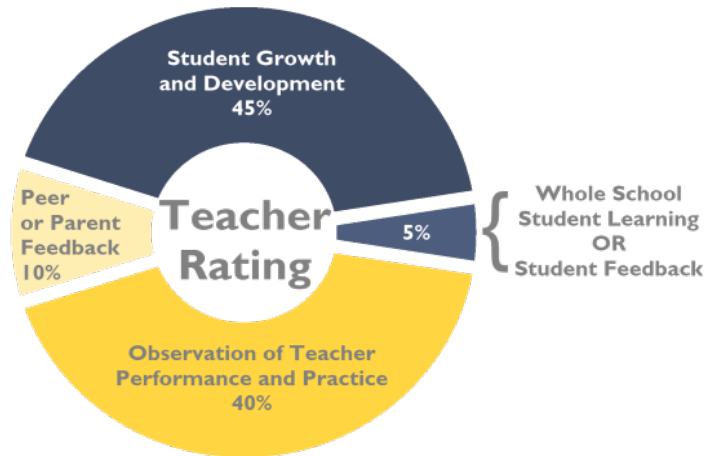 Student Growth
and Development
45%
Peer
or Parent
Feedback
10%
Teacher
Rating
5%
Whole School
Student Learning
OR
Student Feedback
Observation of Teacher
Performance and Practice
40%